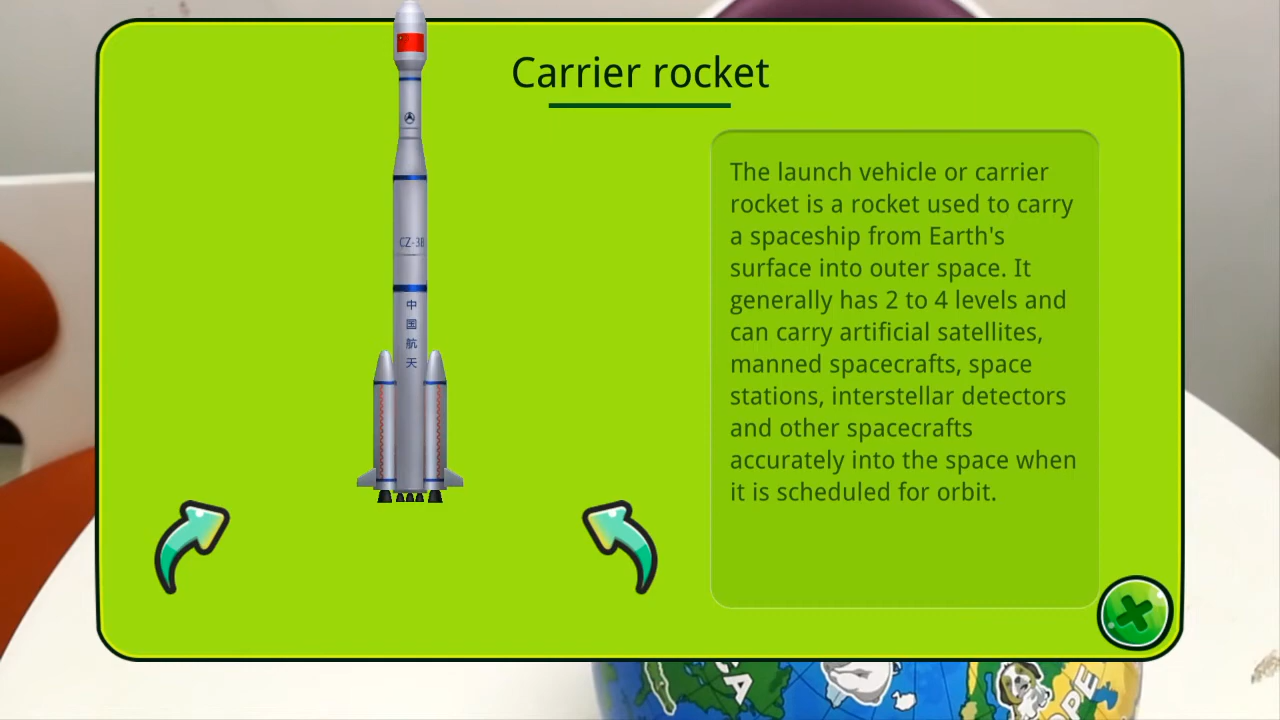 Carrier rocket
The launch vehicle or carrier
rocket is a rocket used to carry
a spaceship from Earth's
surface into outer space. It
generally has 2 to 4 levels and
can carry artificial satellites,
manned spacecrafts, space
stations, interstellar detectors
and other spacecrafts
accurately into the space when
it is scheduled for orbit.
CZ-3B
中
国
航
天